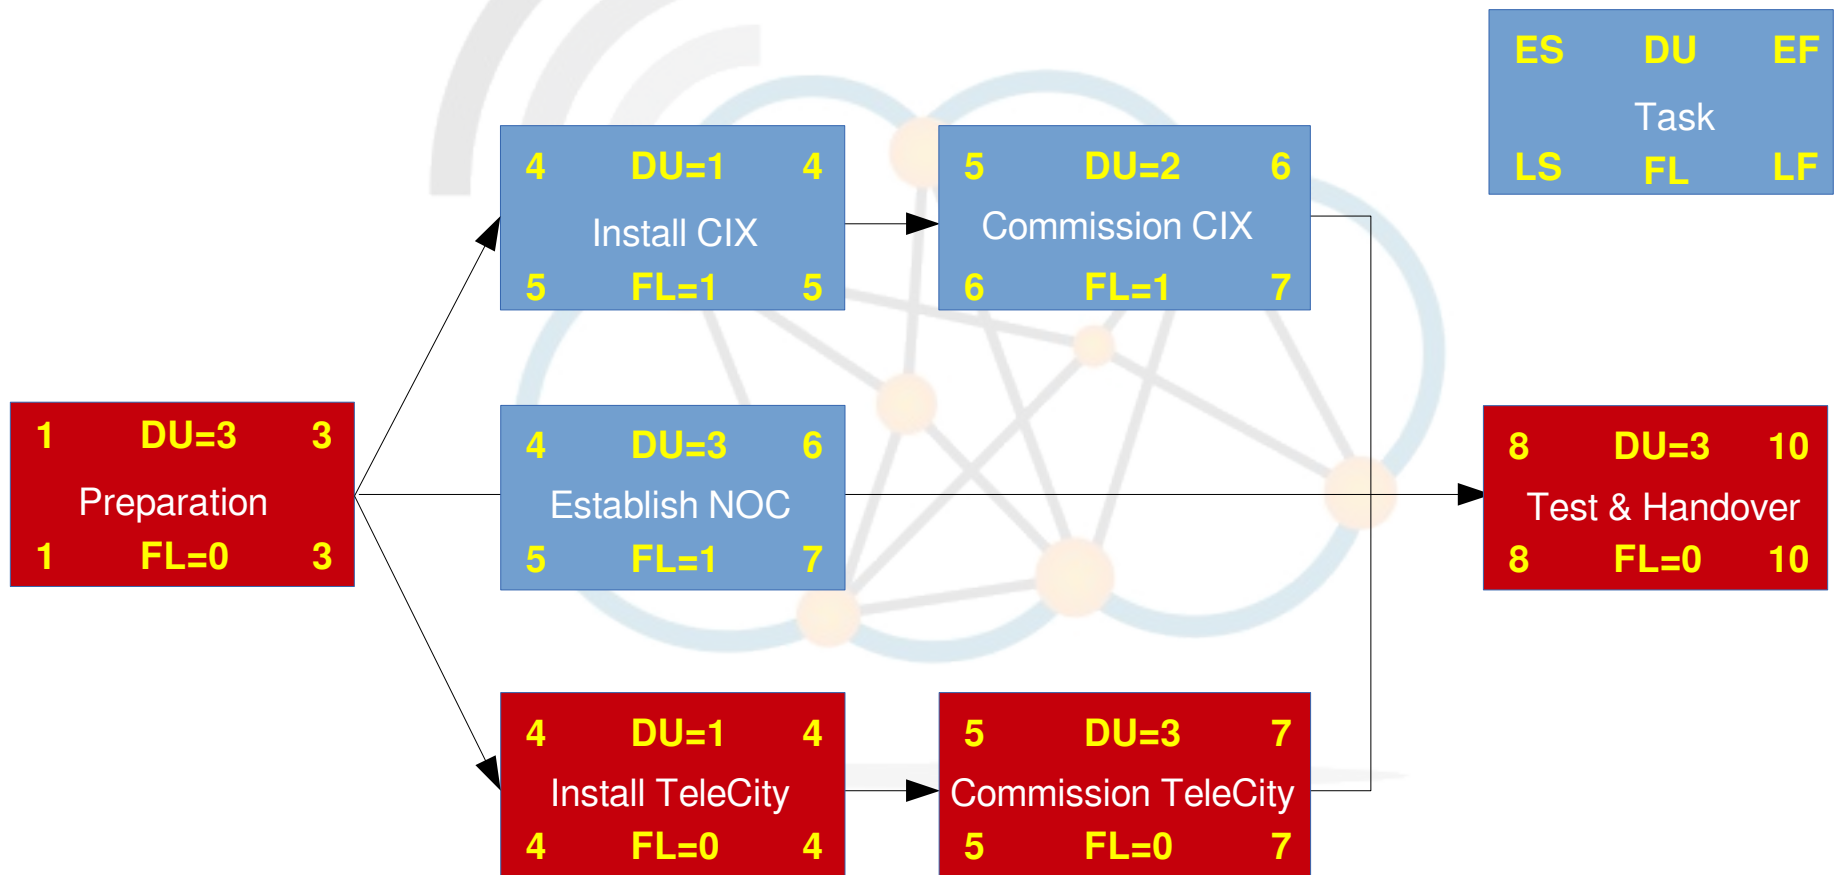 ES DU EF
Task
LS FL LF
4 DU=1 4
Install CIX
5 FL=1 5
5 DU=2 6
Commission CIX
6 FL=1 7
1 DU=3 3
Preparation
1 FL=0 3
4 DU=3 6
Establish NOC
5 FL=1 7
8 DU=3 10
Test & Handover
8 FL=0 10
4 DU=1 4
Install TeleCity
4 FL=0 4
5 DU=3 7
Commission TeleCity
5 FL=0 7